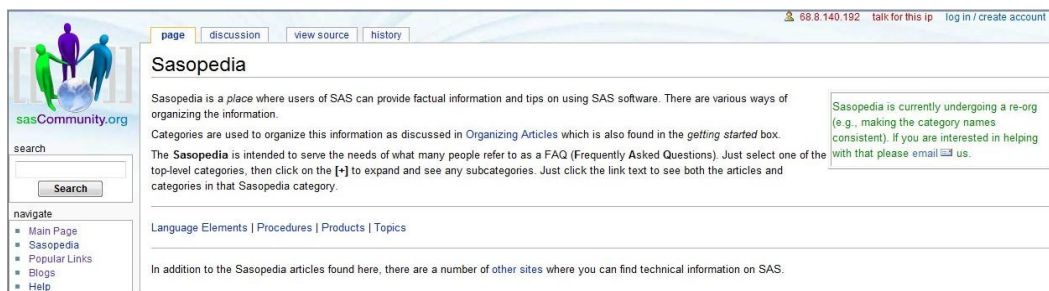 68.8.140.192 talk for this ip log in / create account
page discussion view source history
sasCommunity.org
search
Search
navigate
Main Page
Sasopedia
Popular Links
Blogs
Help
Sasopedia
Sasopedia is a place where users of SAS can provide factual information and tips on using SAS software. There are various ways of
organizing the information.
Categories are used to organize this information as discussed in Organizing Articles which is also found in the getting started box.
The Sasopedia is intended to serve the needs of what many people refer to as a FAQ (Frequently Asked Questions). Just select one of the
top-level categories, then click on the [+] to expand and see any subcategories. Just click the link text to see both the articles and
categories in that Sasopedia category.
Sasopedia is currently undergoing a re-org
(e.g., making the category names
consistent). If you are interested in helping
with that please email us.
Language Elements | Procedures | Products | Topics
In addition to the Sasopedia articles found here, there are a number of other sites where you can find technical information on SAS.